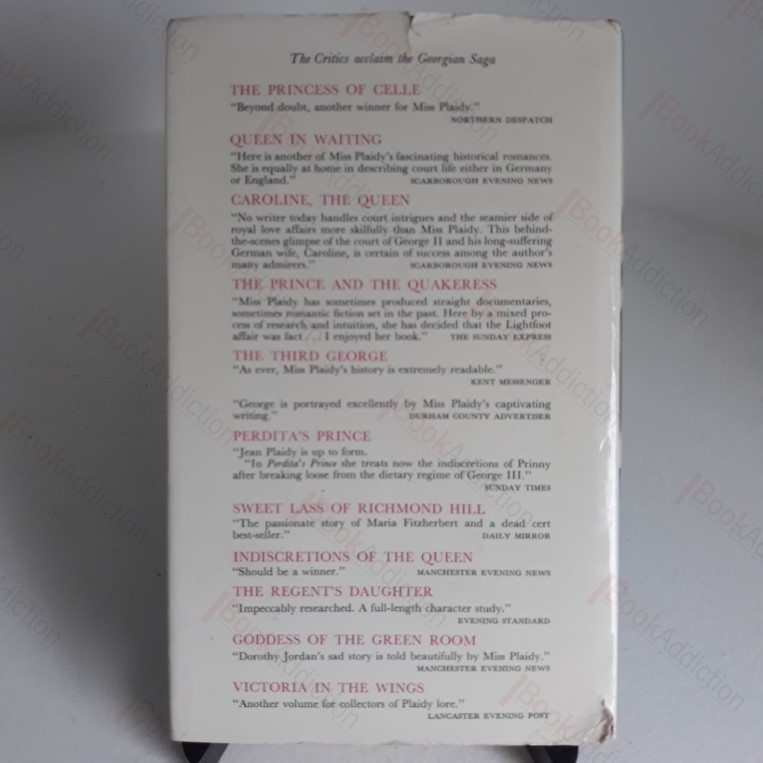 The Critics acclaim the Georgian Saga
THE PRINCESS OF CELLE
"Beyond doubt, another winner for Miss Plaidy."
NORTHERN DESPATCH
QUEEN IN WAITING
"Here is another of Miss Plaidy's fascinating historical romances.
She is equally at home in describing court life either in Germany
or England." SCARBOROUGH EVENING NEWS
CAROLINE, THE QUEEN
"No writer today handles court intrigues and the seamier side of
royal love affairs more skilfully than Miss Plaidy. This behind-
the-scenes glimpse of the court of George II and his long-suffering
German wife, Caroline, is certain of success among the author's
many admirers." SCARBOROUGH EVENING NEWS
THE PRINCE AND THE QUAKERESS
"Miss Plaidy has sometimes produced straight documentaries,
sometimes romantic fiction set in the past. Here by a mixed pro-
cess of research and intuition, she has decided that the Lightfoot
affair was fact . . . I enjoyed her book." THE SUNDAY EXPRESS
THE THIRD GEORGE
"As ever, Miss Plaidy's history is extremely readable."
KENT MESSENGER
"George is portrayed excellently by Miss Plaidy's captivating
writing." DURHAM COUNTY ADVERTISER
PERDITA'S PRINCE
"Jean Plaidy is up to form.
"In Perdita's Prince she treats now the indiscretions of Prinny
after breaking loose from the dietary regime of George III."
SUNDAY TIMES
SWEET LASS OF RICHMOND HILL
"The passionate story of Maria Fitzherbert and a dead cert
best-seller." DAILY MIRROR
INDISCRETIONS OF THE QUEEN
"Should be a winner." MANCHESTER EVENING NEWS
THE REGENT'S DAUGHTER
"Impeccably researched. A full-length character study."
EVENING STANDARD
GODDESS OF THE GREEN ROOM
"Dorothy Jordan's sad story is told beautifully by Miss Plaidy."
MANCHESTER EVENING NEWS
VICTORIA IN THE WINGS
"Another volume for collectors of Plaidy lore."
LANCASTER EVENING POST
BookAddiction